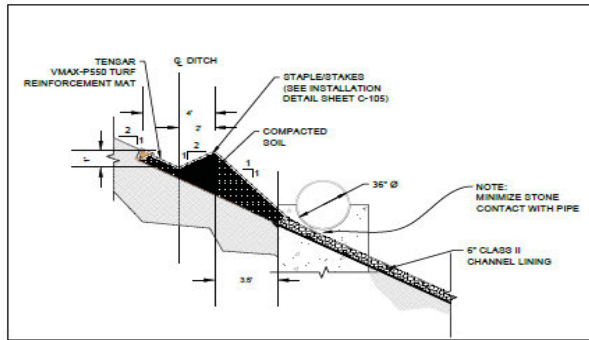 TENSAR
VMAX-P550 TURF
REINFORCEMENT MAT
℄ DITCH
STAPLE/STAKES
(SEE INSTALLATION
DETAIL SHEET C-105)
4'
2'
COMPACTED
SOIL
2
1
1
2
1
1
1'
36" Ø
NOTE:
MINIMIZE STONE
CONTACT WITH PIPE
6" CLASS II
CHANNEL LINING
3.5'